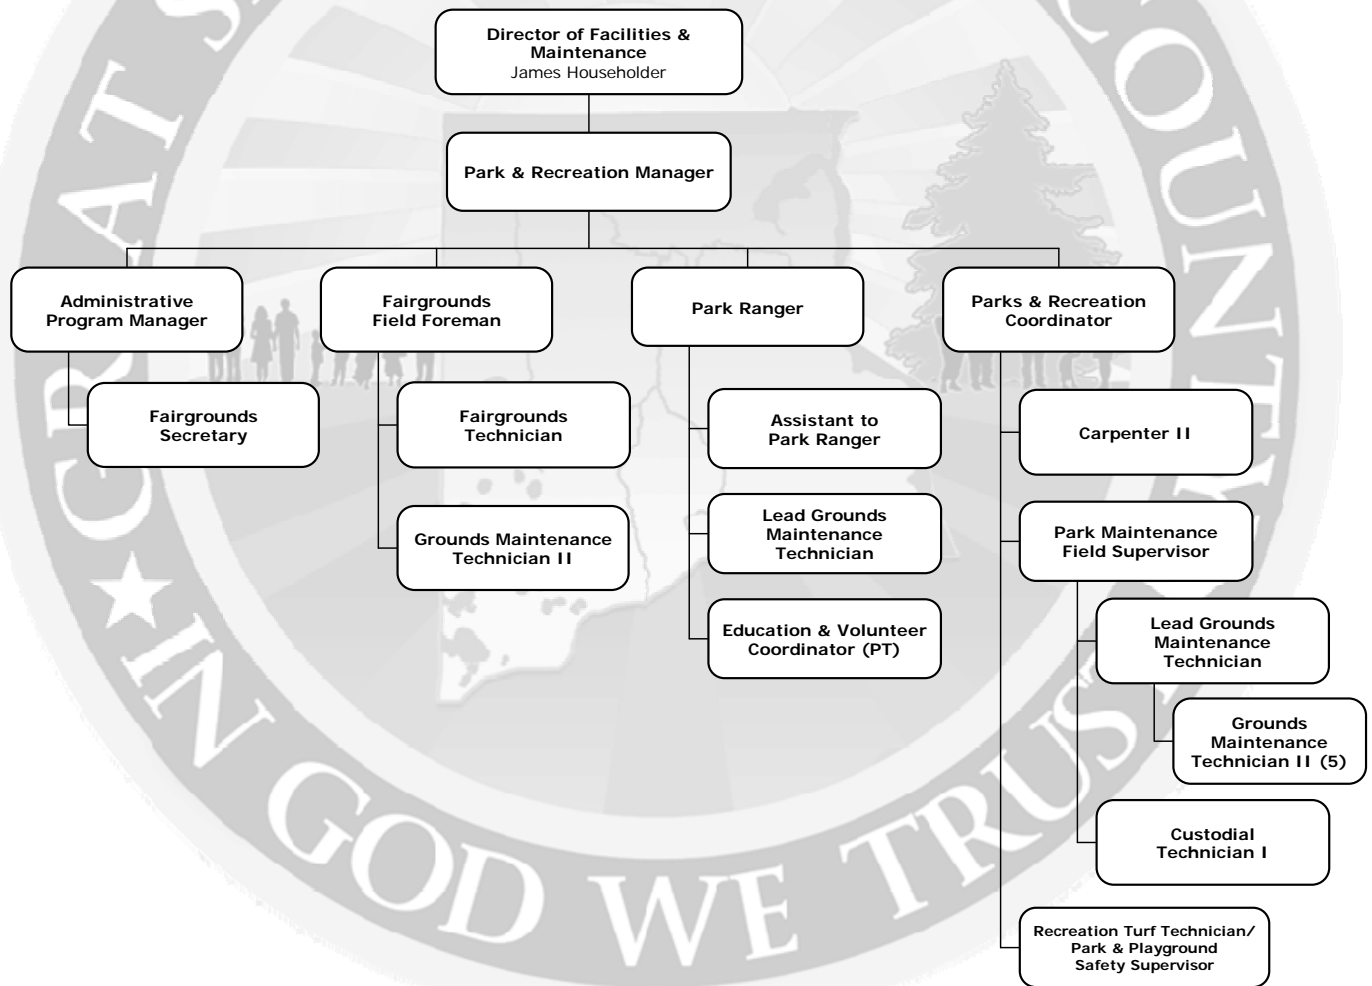 Director of Facilities &
Maintenance
James Householder
Park & Recreation Manager
Administrative
Program Manager
Fairgrounds
Field Foreman
Park Ranger
Parks & Recreation
Coordinator
Fairgrounds
Secretary
Fairgrounds
Technician
Assistant to
Park Ranger
Carpenter II
Grounds Maintenance
Technician II
Lead Grounds
Maintenance
Technician
Park Maintenance
Field Supervisor
Education & Volunteer
Coordinator (PT)
Lead Grounds
Maintenance
Technician
Grounds
Maintenance
Technician II (5)
Custodial
Technician I
Recreation Turf Technician/
Park & Playground
Safety Supervisor
GREAT
COUNTY
IN GOD WE TRUST